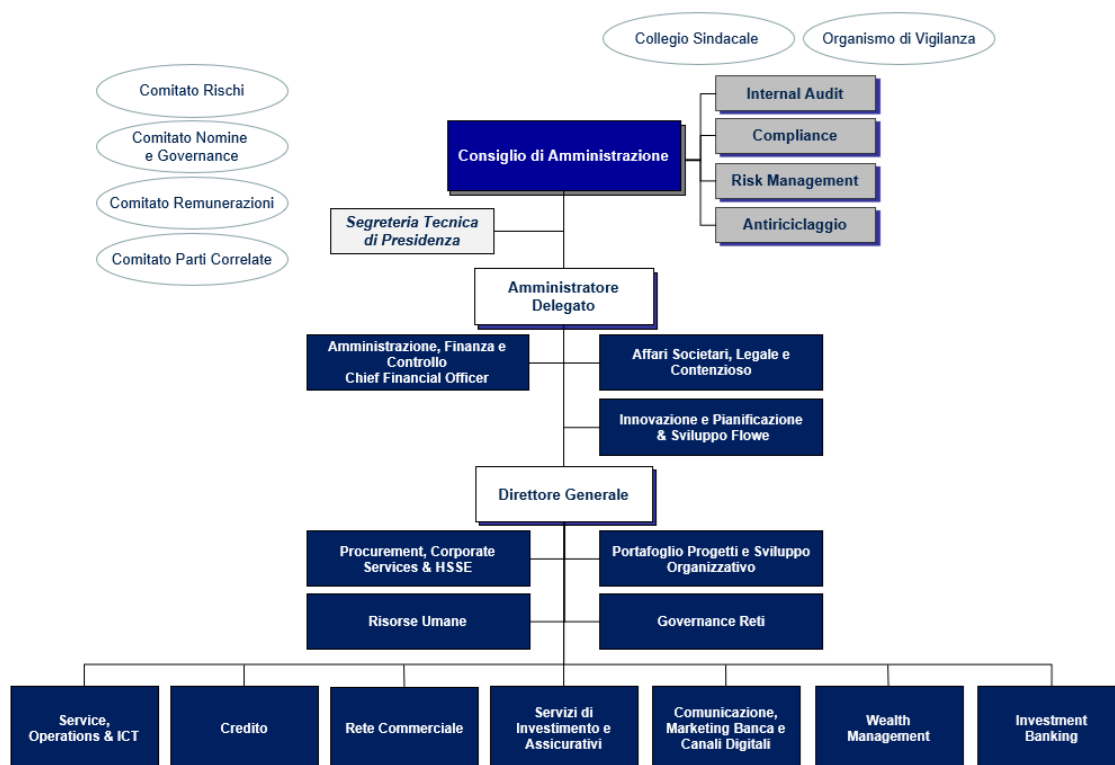 Collegio Sindacale
Organismo di Vigilanza
Comitato Rischi
Comitato Nomine
e Governance
Comitato Remunerazioni
Comitato Parti Correlate
Internal Audit
Compliance
Risk Management
Antiriciclaggio
Consiglio di Amministrazione
Segreteria Tecnica
di Presidenza
Amministratore
Delegato
Amministrazione, Finanza e
Controllo
Chief Financial Officer
Affari Societari, Legale e
Contenzioso
Innovazione e Pianificazione
& Sviluppo Flowe
Direttore Generale
Procurement, Corporate
Services & HSSE
Portafoglio Progetti e Sviluppo
Organizzativo
Risorse Umane
Governance Reti
Service,
Operations & ICT
Credito
Rete Commerciale
Servizi di
Investimento e
Assicurativi
Comunicazione,
Marketing Banca e
Canali Digitali
Wealth
Management
Investment
Banking